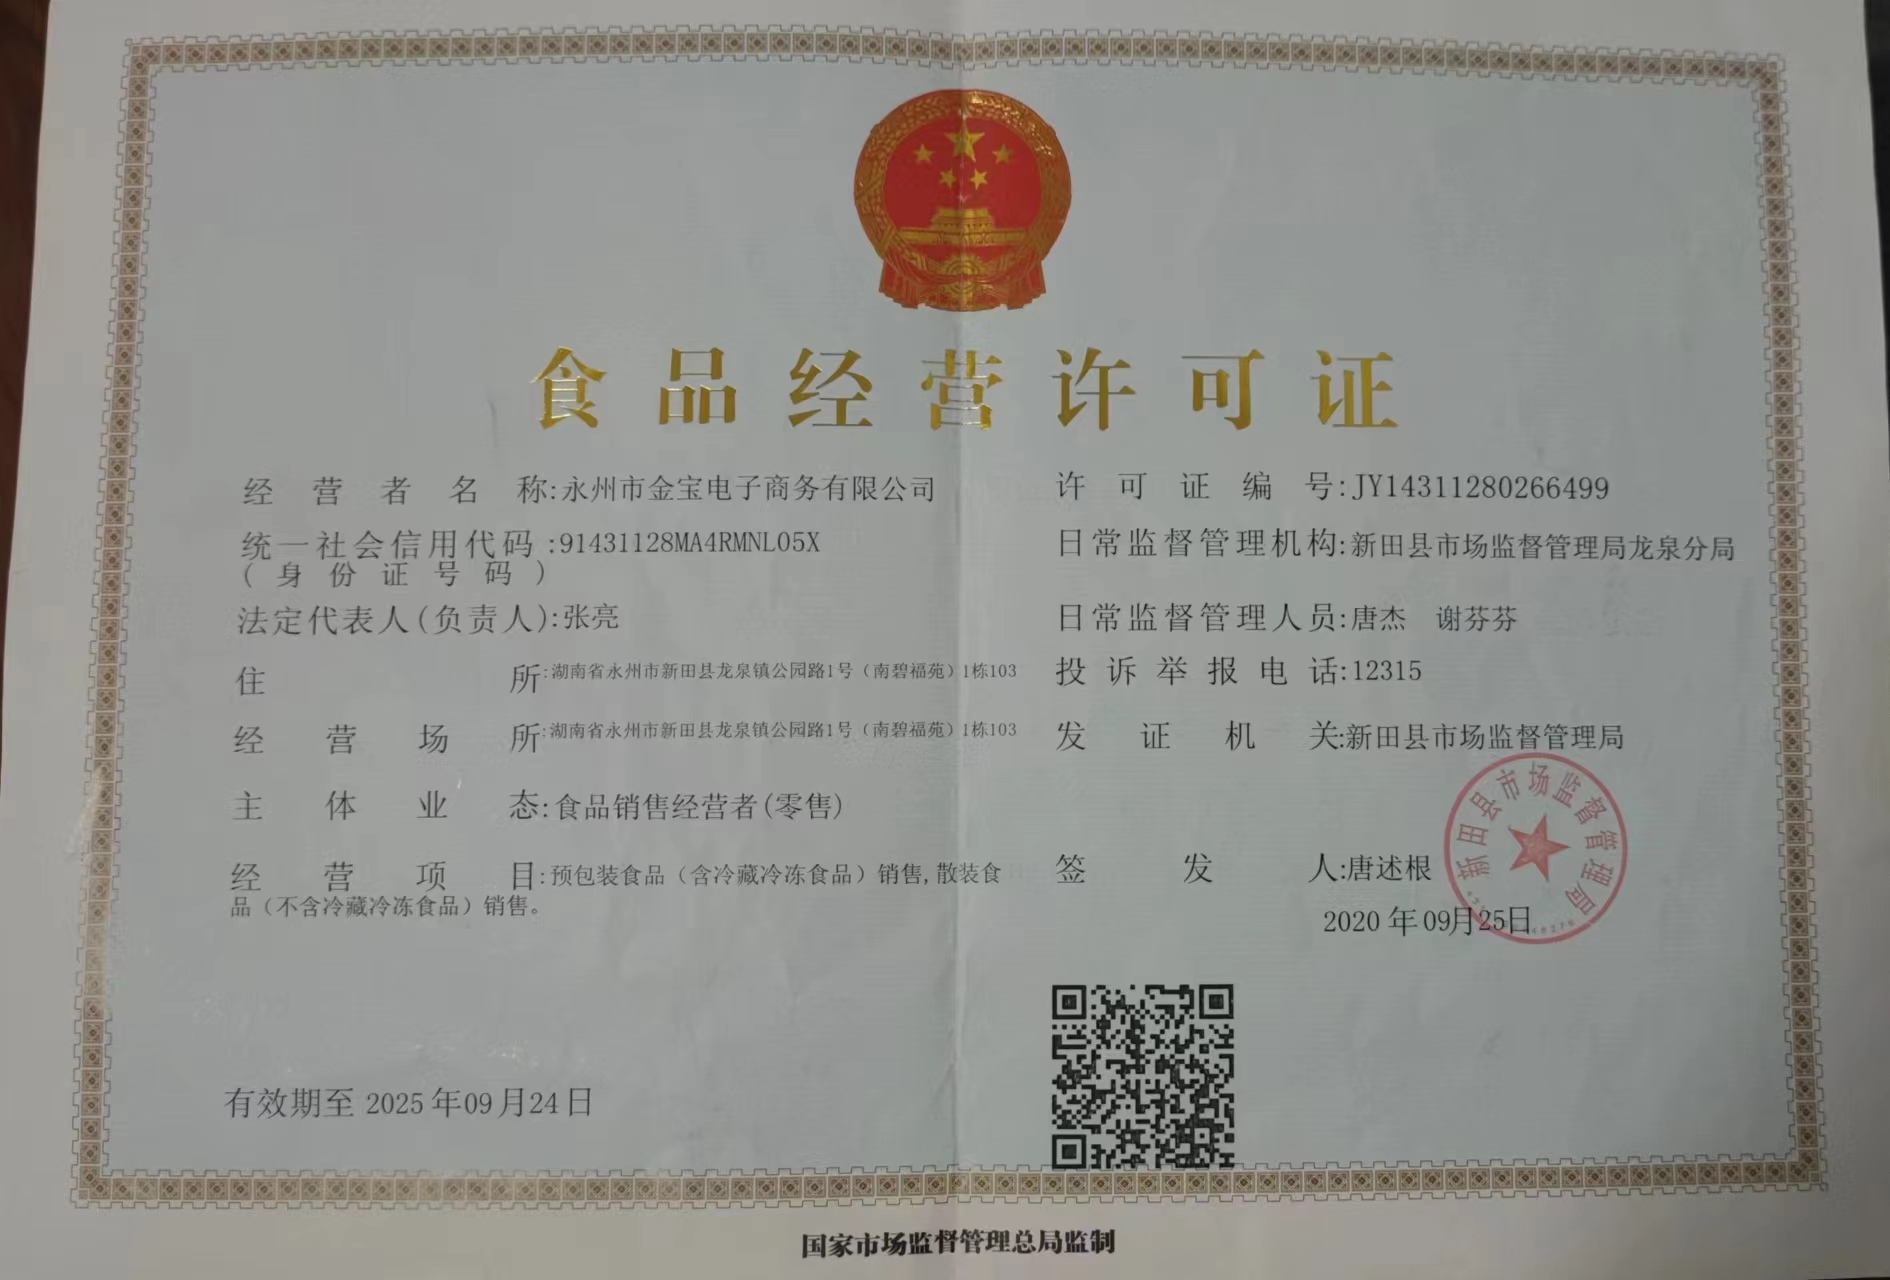 食品经营许可证
经营者名称:永州市金宝电子商务有限公司
统一社会信用代码:91431128MA4RMNL05X
(身份证号码)
法定代表人(负责人):张亮
住所:湖南省永州市新田县龙泉镇公园路1号（南碧福苑）1栋103
经营场所:湖南省永州市新田县龙泉镇公园路1号（南碧福苑）1栋103
主体业态:食品销售经营者(零售)
经营项目:预包装食品（含冷藏冷冻食品）销售,散装食
品（不含冷藏冷冻食品）销售。
有效期至 2025年09月24日
许可证编号:JY14311280266499
日常监督管理机构:新田县市场监督管理局龙泉分局
日常监督管理人员:唐杰 谢芬芬
投诉举报电话:12315
发证机关:新田县市场监督管理局
签发人:唐述根
2020年09月25日
新田县市场监督管理局
国家市场监督管理总局监制